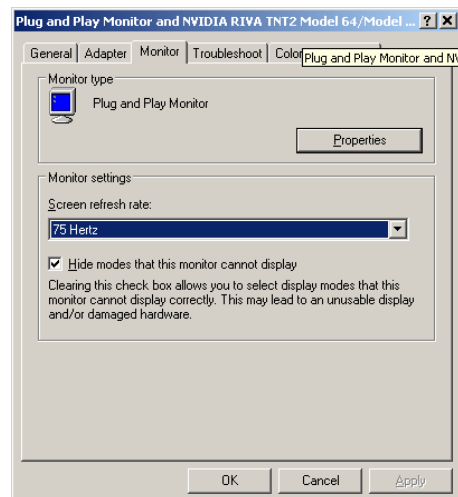 Plug and Play Monitor and NVIDIA RIVA TNT2 Model 64/Model ...
General Adapter Monitor Troubleshoot Color
Plug and Play Monitor and NV
Monitor type
Plug and Play Monitor
Properties
Monitor settings
Screen refresh rate:
75 Hertz
Hide modes that this monitor cannot display
Clearing this check box allows you to select display modes that this
monitor cannot display correctly. This may lead to an unusable display
and/or damaged hardware.
OK Cancel Apply